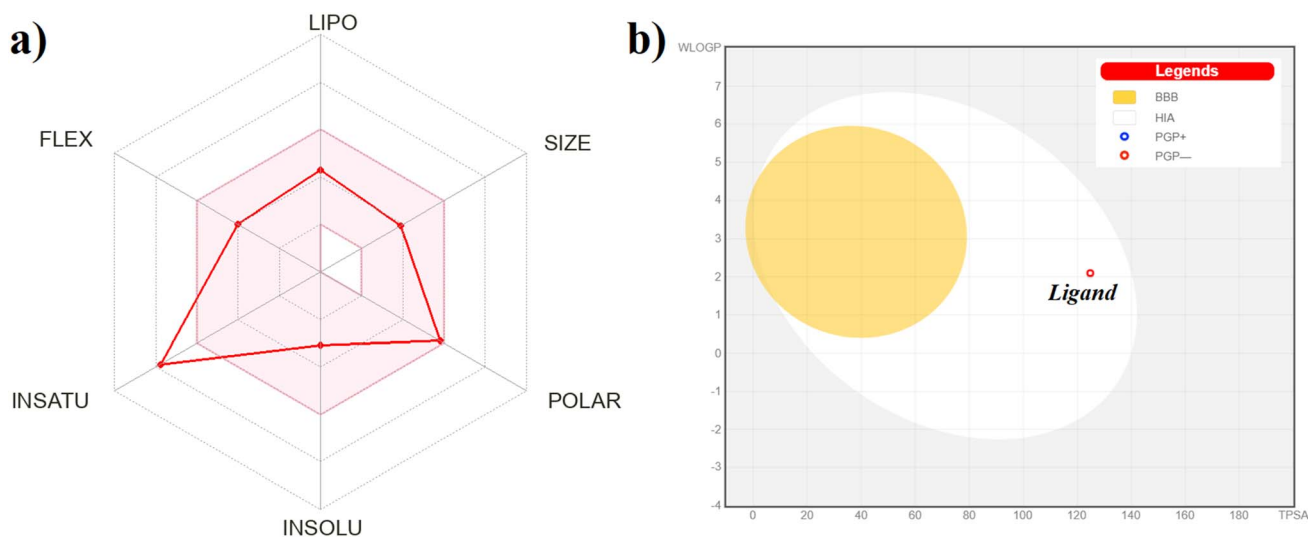 a)
LIPO
FLEX
SIZE
INSATU
POLAR
INSOLU
b)
WLOGP
Legends
BBB
HIA
PGP+
PGP—
7
6
5
4
3
2
1
0
-1
-2
-3
-4
Ligand
0 20 40 60 80 100 120 140 160 180 TPSA